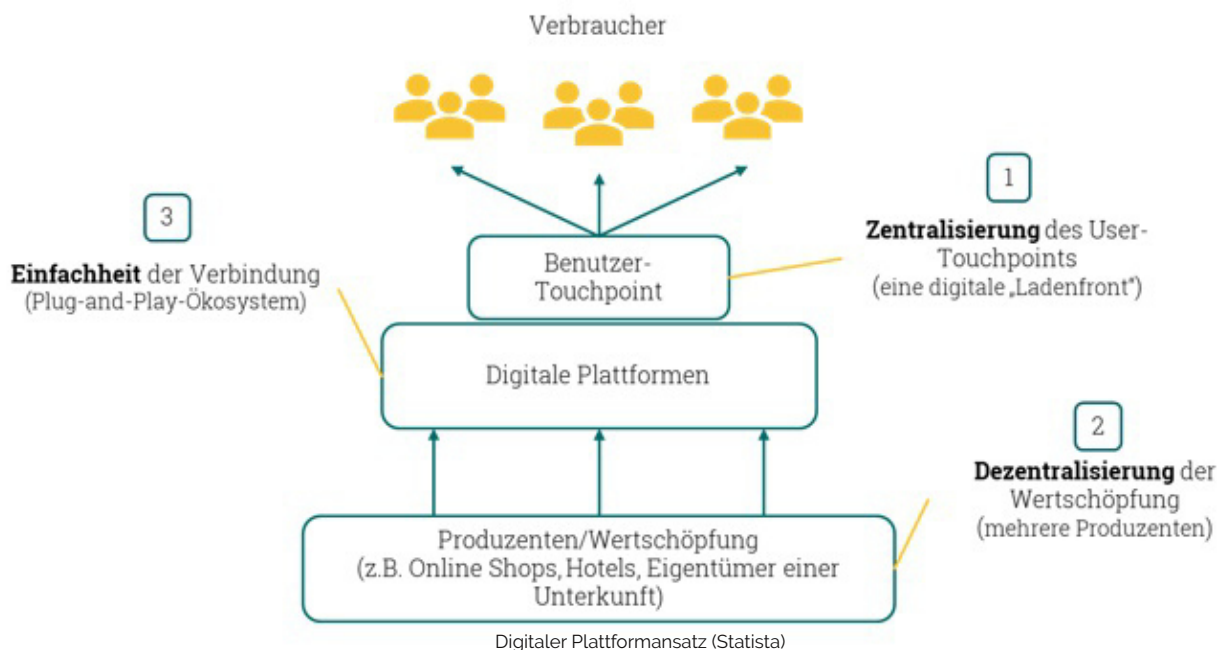 Verbraucher
1
Zentralisierung des User-
Touchpoints
(eine digitale „Ladenfront“)
3
Einfachheit der Verbindung
(Plug-and-Play-Ökosystem)
Benutzer-
Touchpoint
Digitale Plattformen
2
Dezentralisierung der
Wertschöpfung
(mehrere Produzenten)
Produzenten/Wertschöpfung
(z.B. Online Shops, Hotels, Eigentümer einer
Unterkunft)
Digitaler Plattformansatz (Statista)